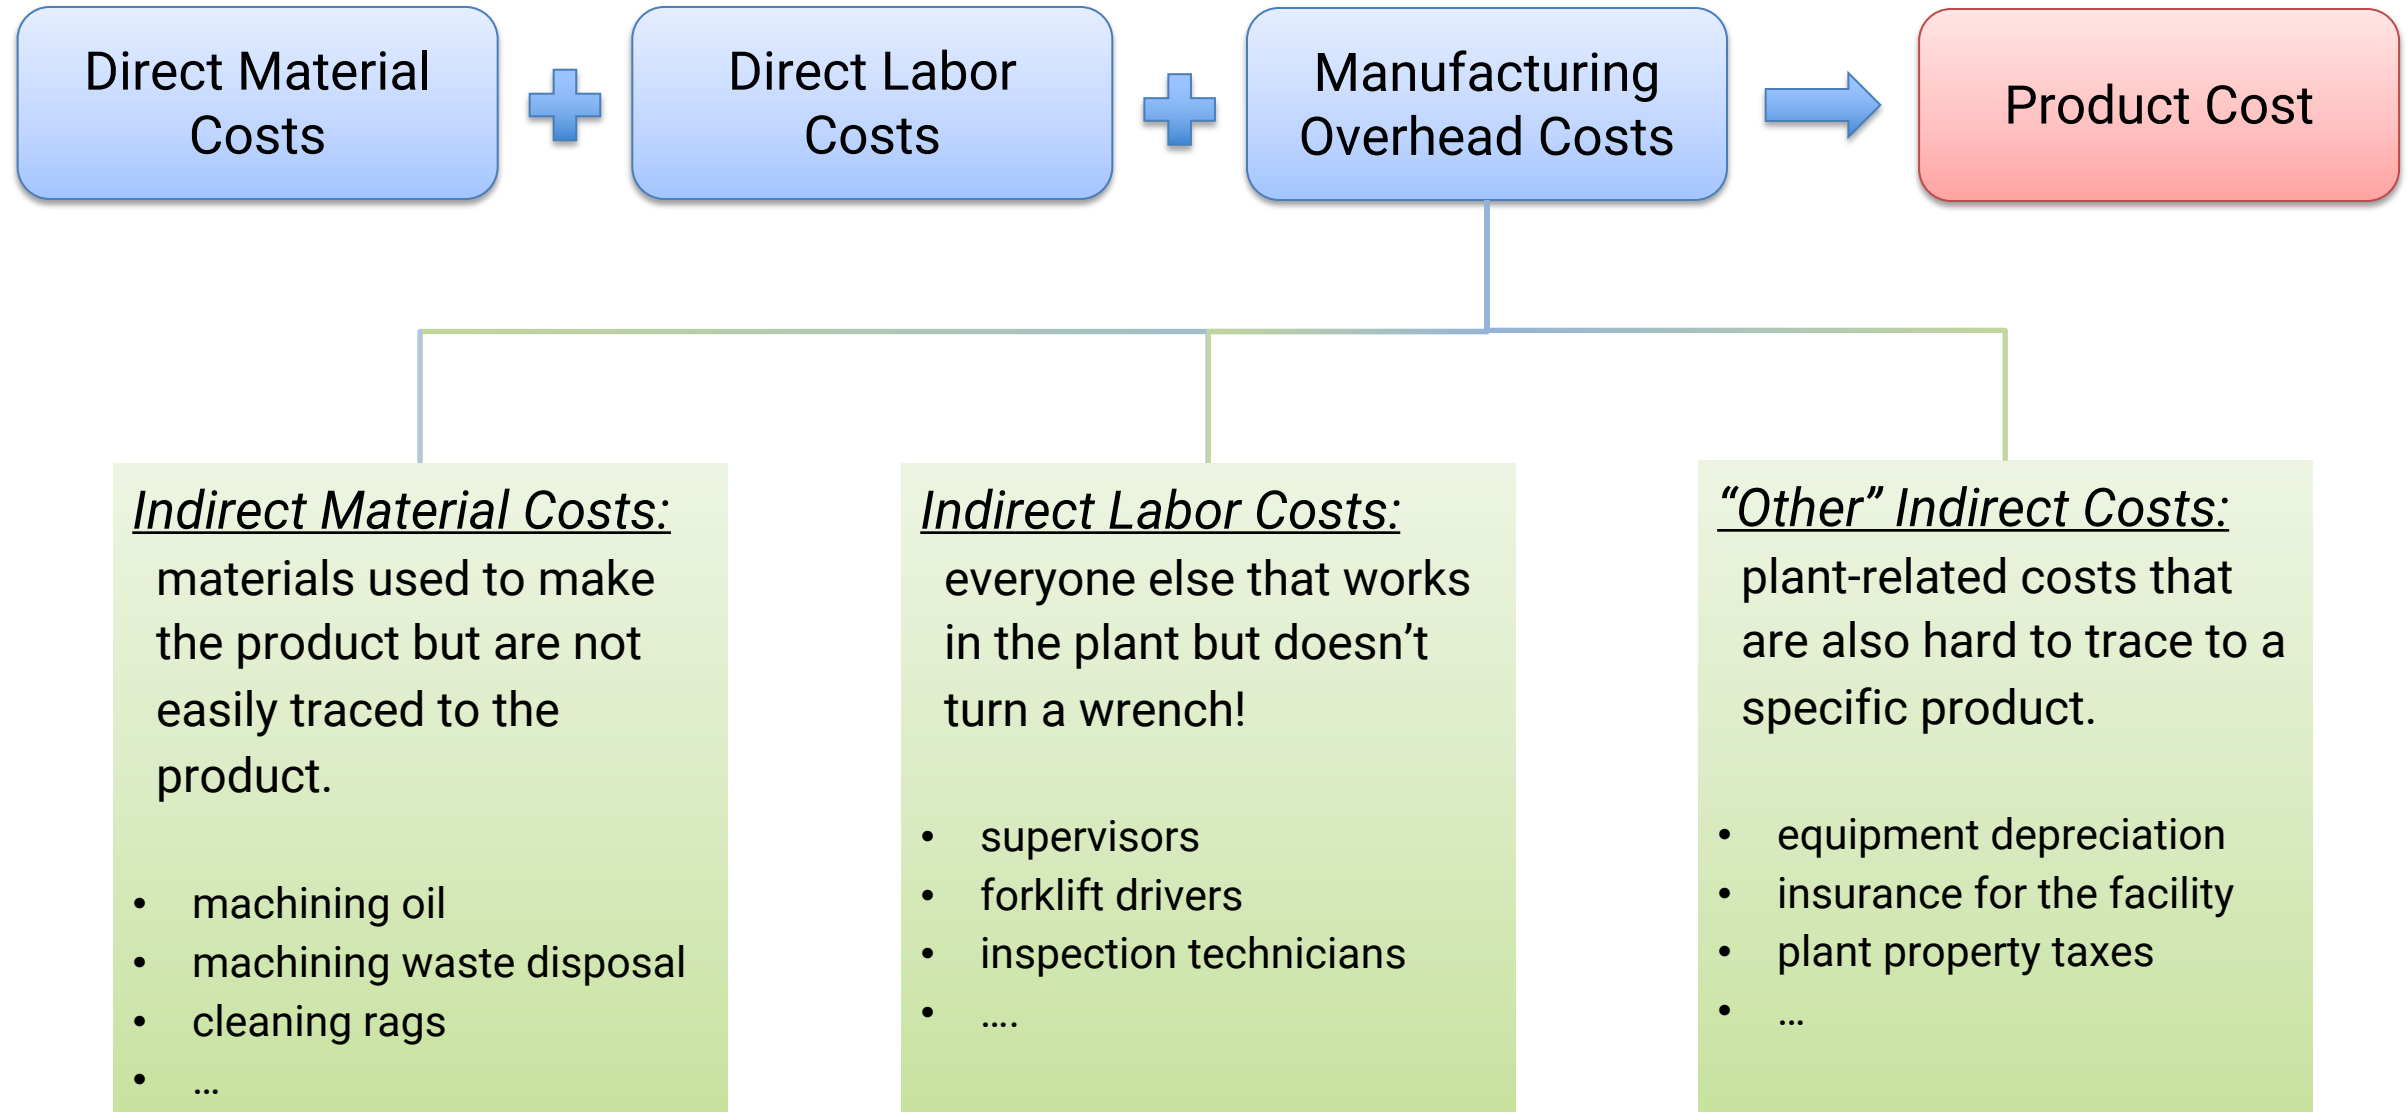 Direct Material
Costs
Direct Labor
Costs
Manufacturing
Overhead Costs
Product Cost
Indirect Material Costs:
materials used to make
the product but are not
easily traced to the
product.
• machining oil
• machining waste disposal
• cleaning rags
• ...
Indirect Labor Costs:
everyone else that works
in the plant but doesn’t
turn a wrench!
• supervisors
• forklift drivers
• inspection technicians
• ....
“Other” Indirect Costs:
plant-related costs that
are also hard to trace to a
specific product.
• equipment depreciation
• insurance for the facility
• plant property taxes
• ...